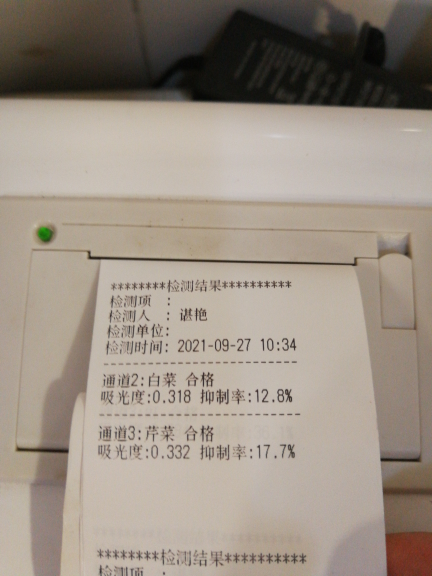 ********检测结果**********
检测项 :
检测人 : 谌艳
检测单位:
检测时间: 2021-09-27 10:34
通道2:白菜 合格
吸光度:0.318 抑制率:12.8%
通道3:芹菜 合格
吸光度:0.332 抑制率:17.7%
********检测结果**********
检测项 :